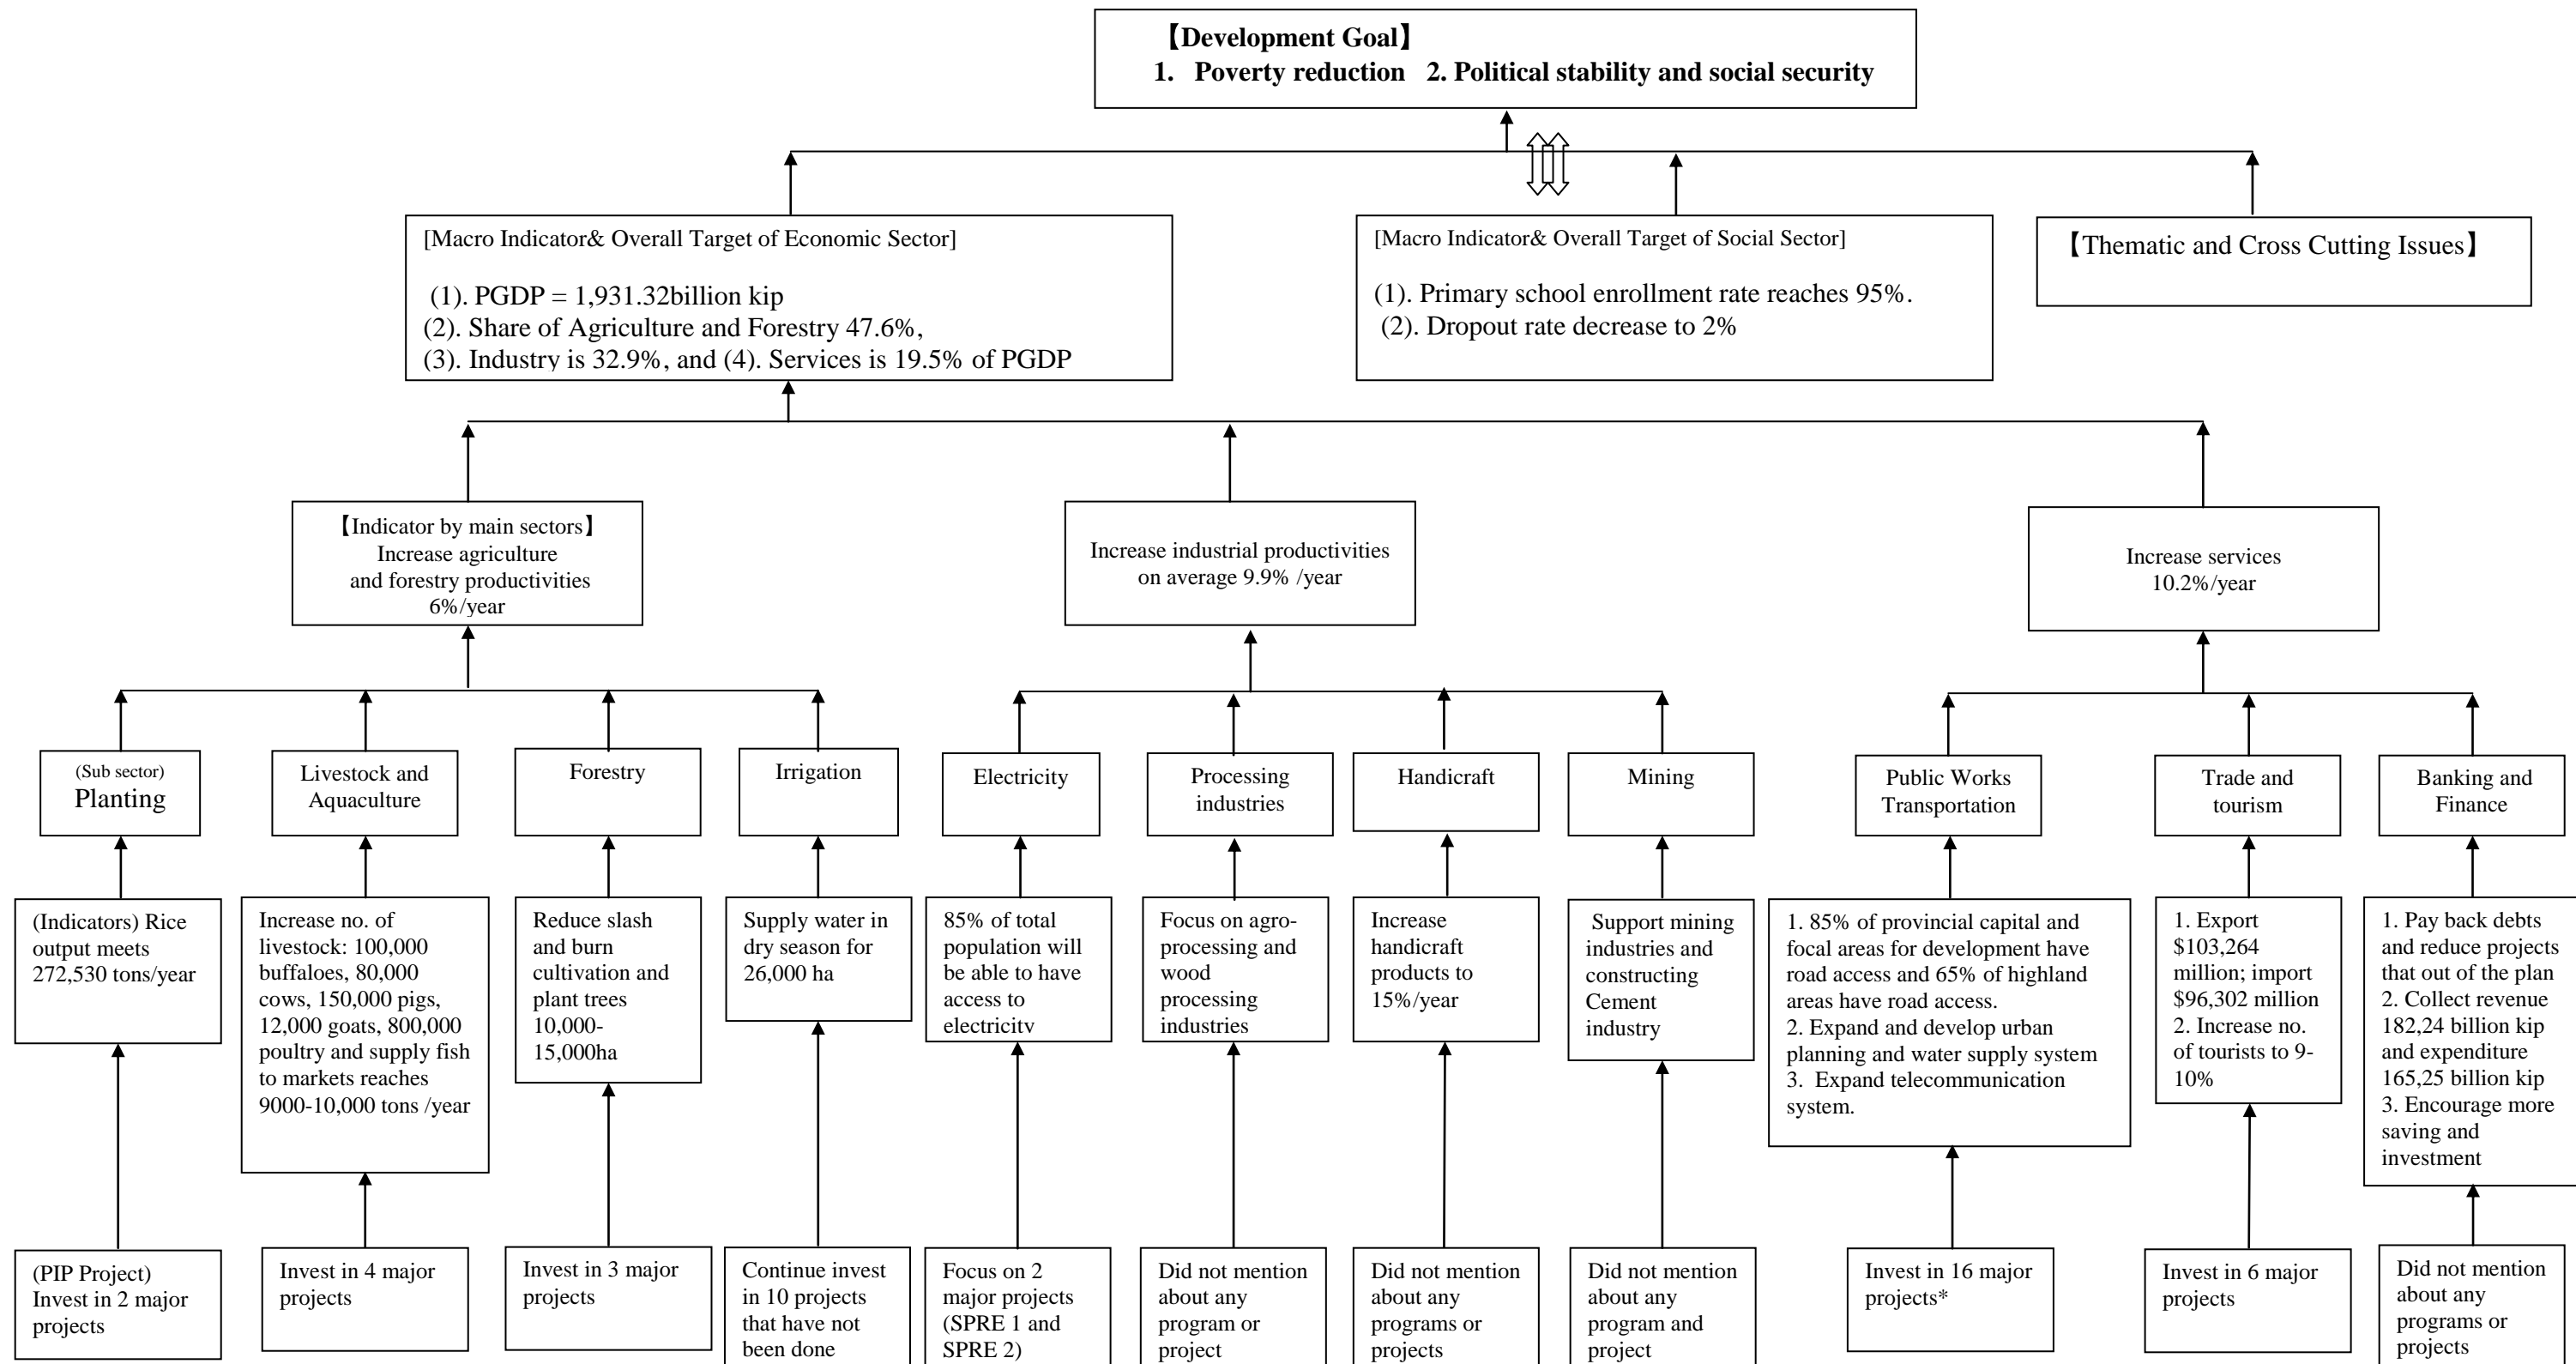 【Development Goal】
1. Poverty reduction 2. Political stability and social security
[Macro Indicator& Overall Target of Economic Sector]
(1). PGDP = 1,931.32billion kip
(2). Share of Agriculture and Forestry 47.6%,
(3). Industry is 32.9%, and (4). Services is 19.5% of PGDP
[Macro Indicator& Overall Target of Social Sector]
(1). Primary school enrollment rate reaches 95%.
(2). Dropout rate decrease to 2%
【Thematic and Cross Cutting Issues】
【Indicator by main sectors】
Increase agriculture
and forestry productivities
6%/year
Increase industrial productivities
on average 9.9% /year
Increase services
10.2%/year
(Sub sector)
Planting
Livestock and
Aquaculture
Forestry
Irrigation
Electricity
Processing
industries
Handicraft
Mining
Public Works
Transportation
Trade and
tourism
Banking and
Finance
(Indicators) Rice
output meets
272,530 tons/year
Increase no. of
livestock: 100,000
buffaloes, 80,000
cows, 150,000 pigs,
12,000 goats, 800,000
poultry and supply fish
to markets reaches
9000-10,000 tons /year
Reduce slash
and burn
cultivation and
plant trees
10,000-
15,000ha
Supply water in
dry season for
26,000 ha
85% of total
population will
be able to have
access to
electricity
Focus on agro-
processing and
wood
processing
industries
Increase
handicraft
products to
15%/year
Support mining
industries and
constructing
Cement
industry
1. 85% of provincial capital and
focal areas for development have
road access and 65% of highland
areas have road access.
2. Expand and develop urban
planning and water supply system
3. Expand telecommunication
system.
1. Export
$103,264
million; import
$96,302 million
2. Increase no.
of tourists to 9-
10%
1. Pay back debts
and reduce projects
that out of the plan
2. Collect revenue
182,24 billion kip
and expenditure
165,25 billion kip
3. Encourage more
saving and
investment
(PIP Project)
Invest in 2 major
projects
Invest in 4 major
projects
Invest in 3 major
projects
Continue invest
in 10 projects
that have not
been done
Focus on 2
major projects
(SPRE 1 and
SPRE 2)
Did not mention
about any
program or
project
Did not mention
about any
programs or
projects
Did not mention
about any
program and
project
Invest in 16 major
projects*
Invest in 6 major
projects
Did not mention
about any
programs or
projects